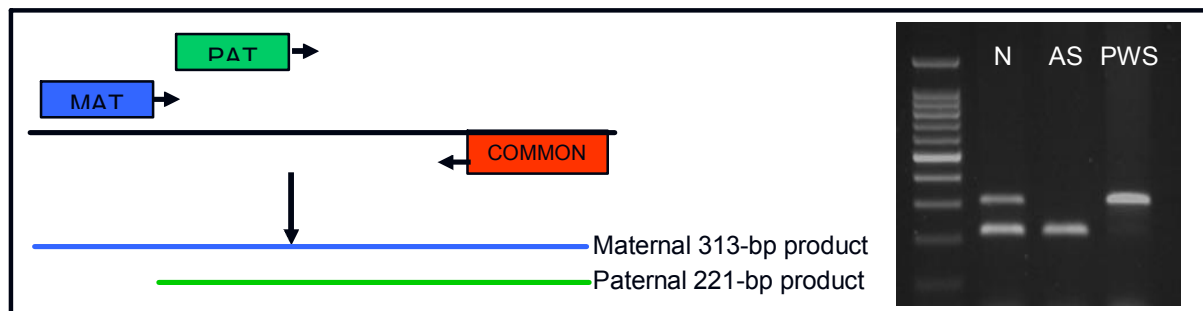 PAT
MAT
COMMON
Maternal 313-bp product
Paternal 221-bp product
N AS PWS